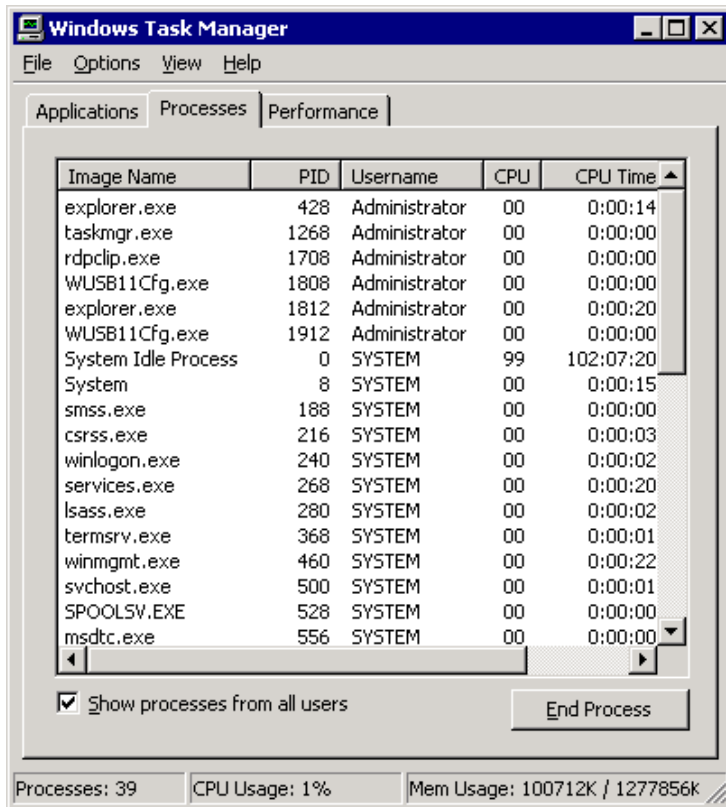 Windows Task Manager
File Options View Help
Applications Processes Performance
Image Name PID Username CPU CPU Time
explorer.exe 428 Administrator 00 0:00:14
taskmgr.exe 1268 Administrator 00 0:00:00
rdpclip.exe 1708 Administrator 00 0:00:00
WUSB11Cfg.exe 1808 Administrator 00 0:00:00
explorer.exe 1812 Administrator 00 0:00:20
WUSB11Cfg.exe 1912 Administrator 00 0:00:00
System Idle Process 0 SYSTEM 99 102:07:20
System 8 SYSTEM 00 0:00:15
smss.exe 188 SYSTEM 00 0:00:00
csrss.exe 216 SYSTEM 00 0:00:03
winlogon.exe 240 SYSTEM 00 0:00:02
services.exe 268 SYSTEM 00 0:00:20
lsass.exe 280 SYSTEM 00 0:00:02
termsrv.exe 368 SYSTEM 00 0:00:01
winmgmt.exe 460 SYSTEM 00 0:00:22
svchost.exe 500 SYSTEM 00 0:00:01
SPOOLSV.EXE 528 SYSTEM 00 0:00:00
msdtc.exe 556 SYSTEM 00 0:00:00
Show processes from all users
End Process
Processes: 39 CPU Usage: 1% Mem Usage: 100712K / 1277856K